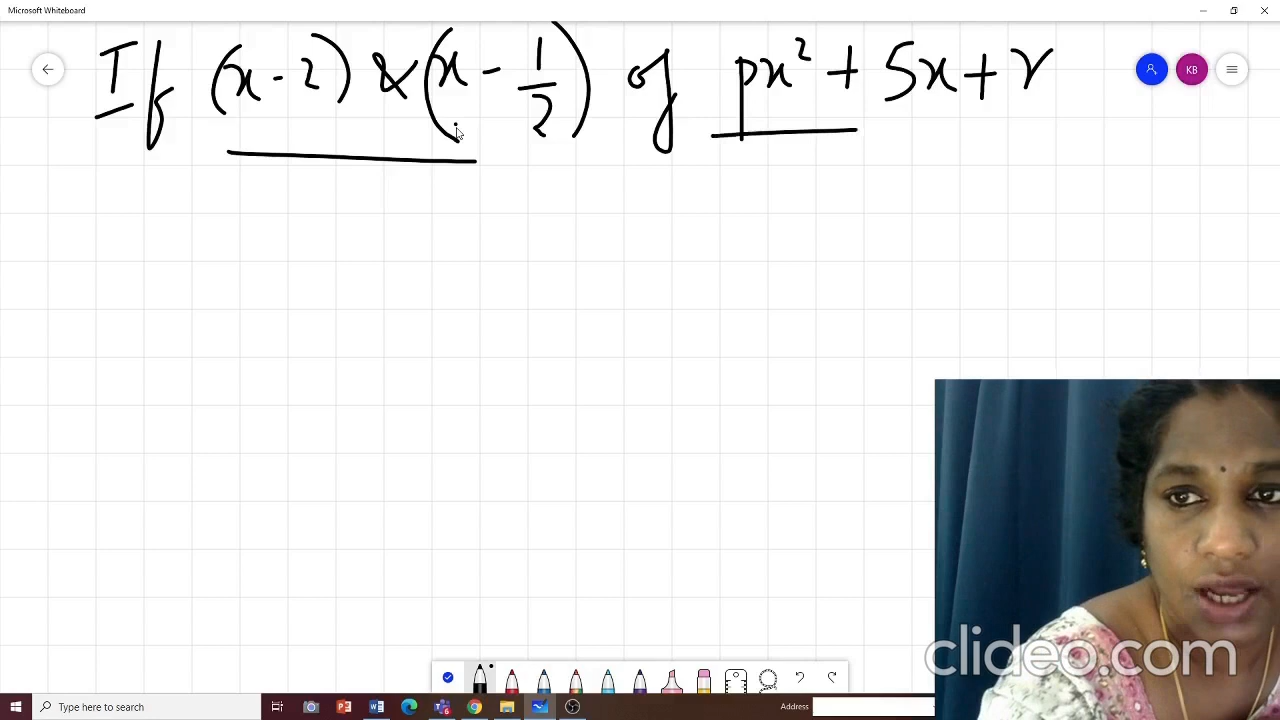 Microsoft Whiteboard
If (x-2) & (x - 1/2) of px² + 5x + r
KB
clideo.com
Type here to search
Address